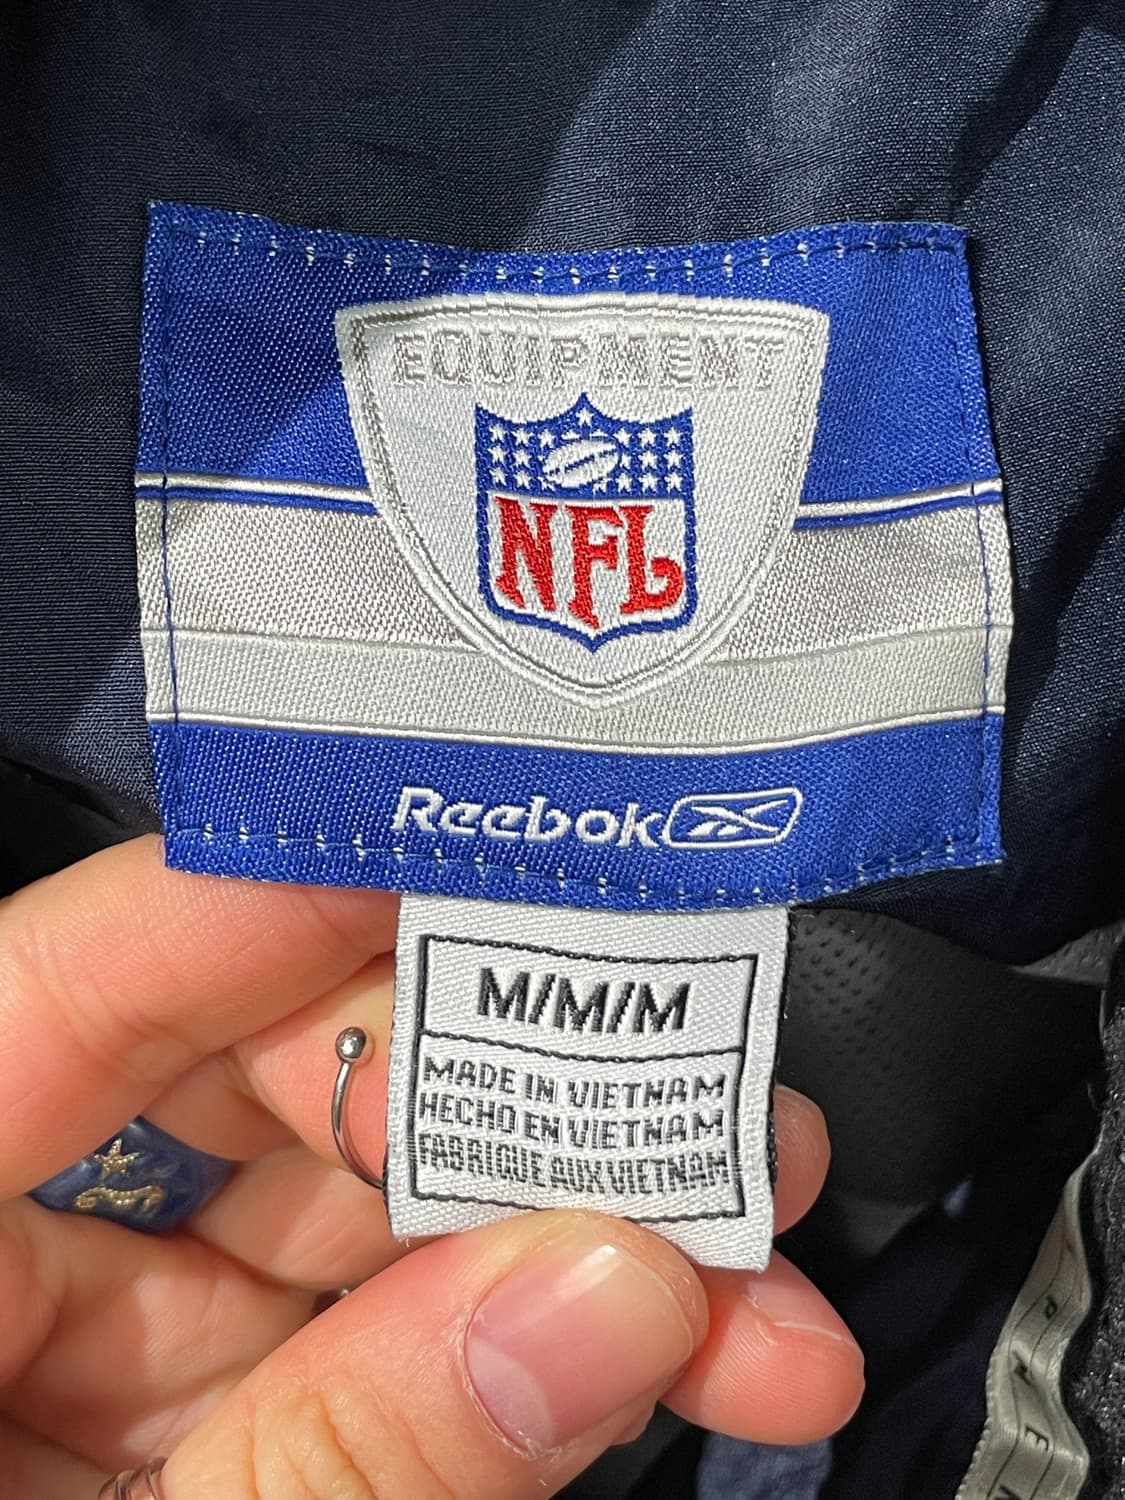 EQUIPMENT
NFL
Reebok
M/M/M
MADE IN VIETNAM
HECHO EN VIETNAM
FABRIQUE AUX VIETNAM